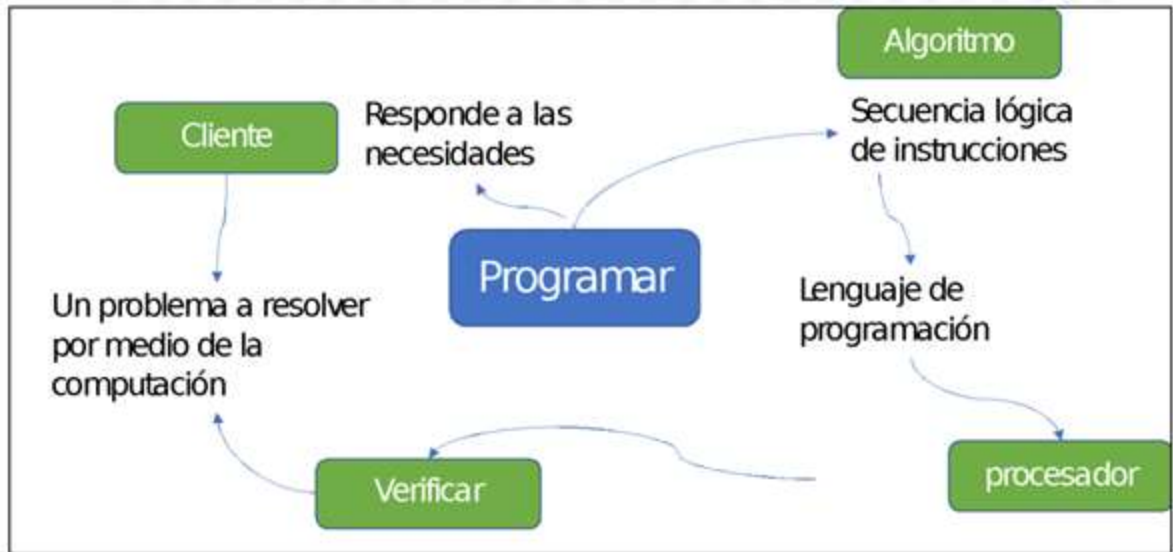 Algoritmo
Cliente
Responde a las
necesidades
Secuencia lógica
de instrucciones
Programar
Un problema a resolver
por medio de la
computación
Lenguaje de
programación
Verificar
procesador